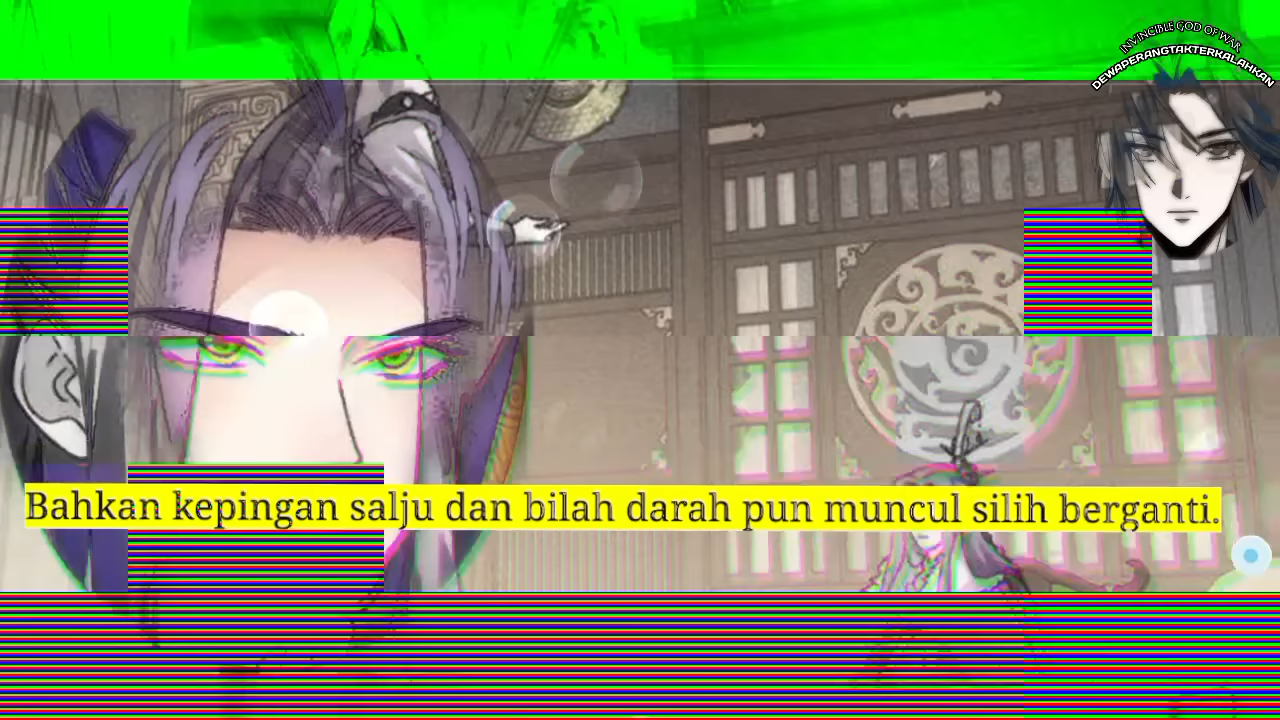 INVINCIBLE GOD OF WAR
DEWAPERANGTAKTERKALAHKAN
Bahkan kepingan salju dan bilah darah pun muncul silih berganti.